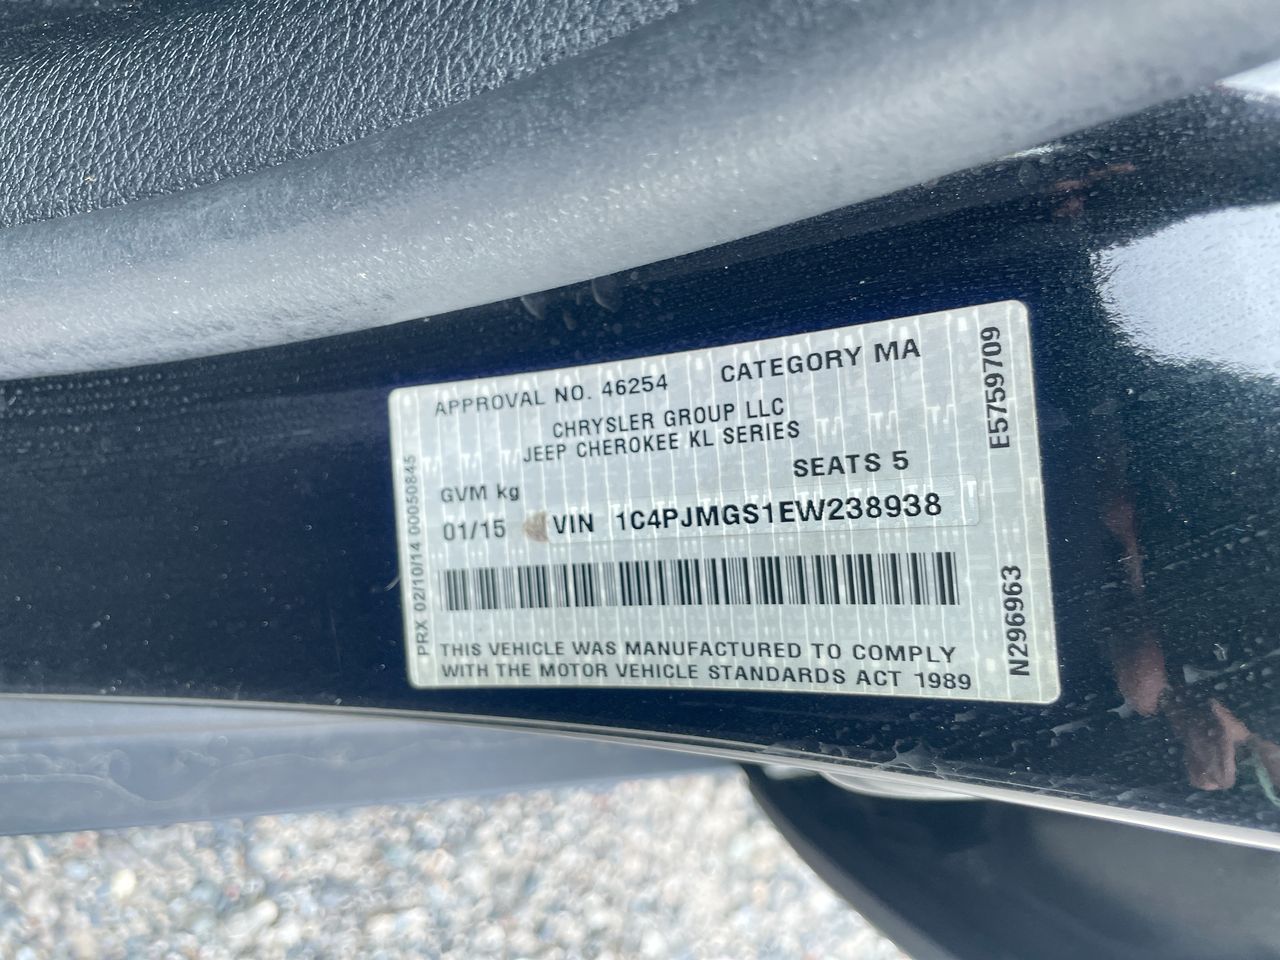 APPROVAL NO. 46254 CATEGORY MA
CHRYSLER GROUP LLC
JEEP CHEROKEE KL SERIES
SEATS 5
GVM kg
01/15 VIN 1C4PJMGS1EW238938
THIS VEHICLE WAS MANUFACTURED TO COMPLY
WITH THE MOTOR VEHICLE STANDARDS ACT 1989
PRX 02/10/14 00050845
E5759709
N296963